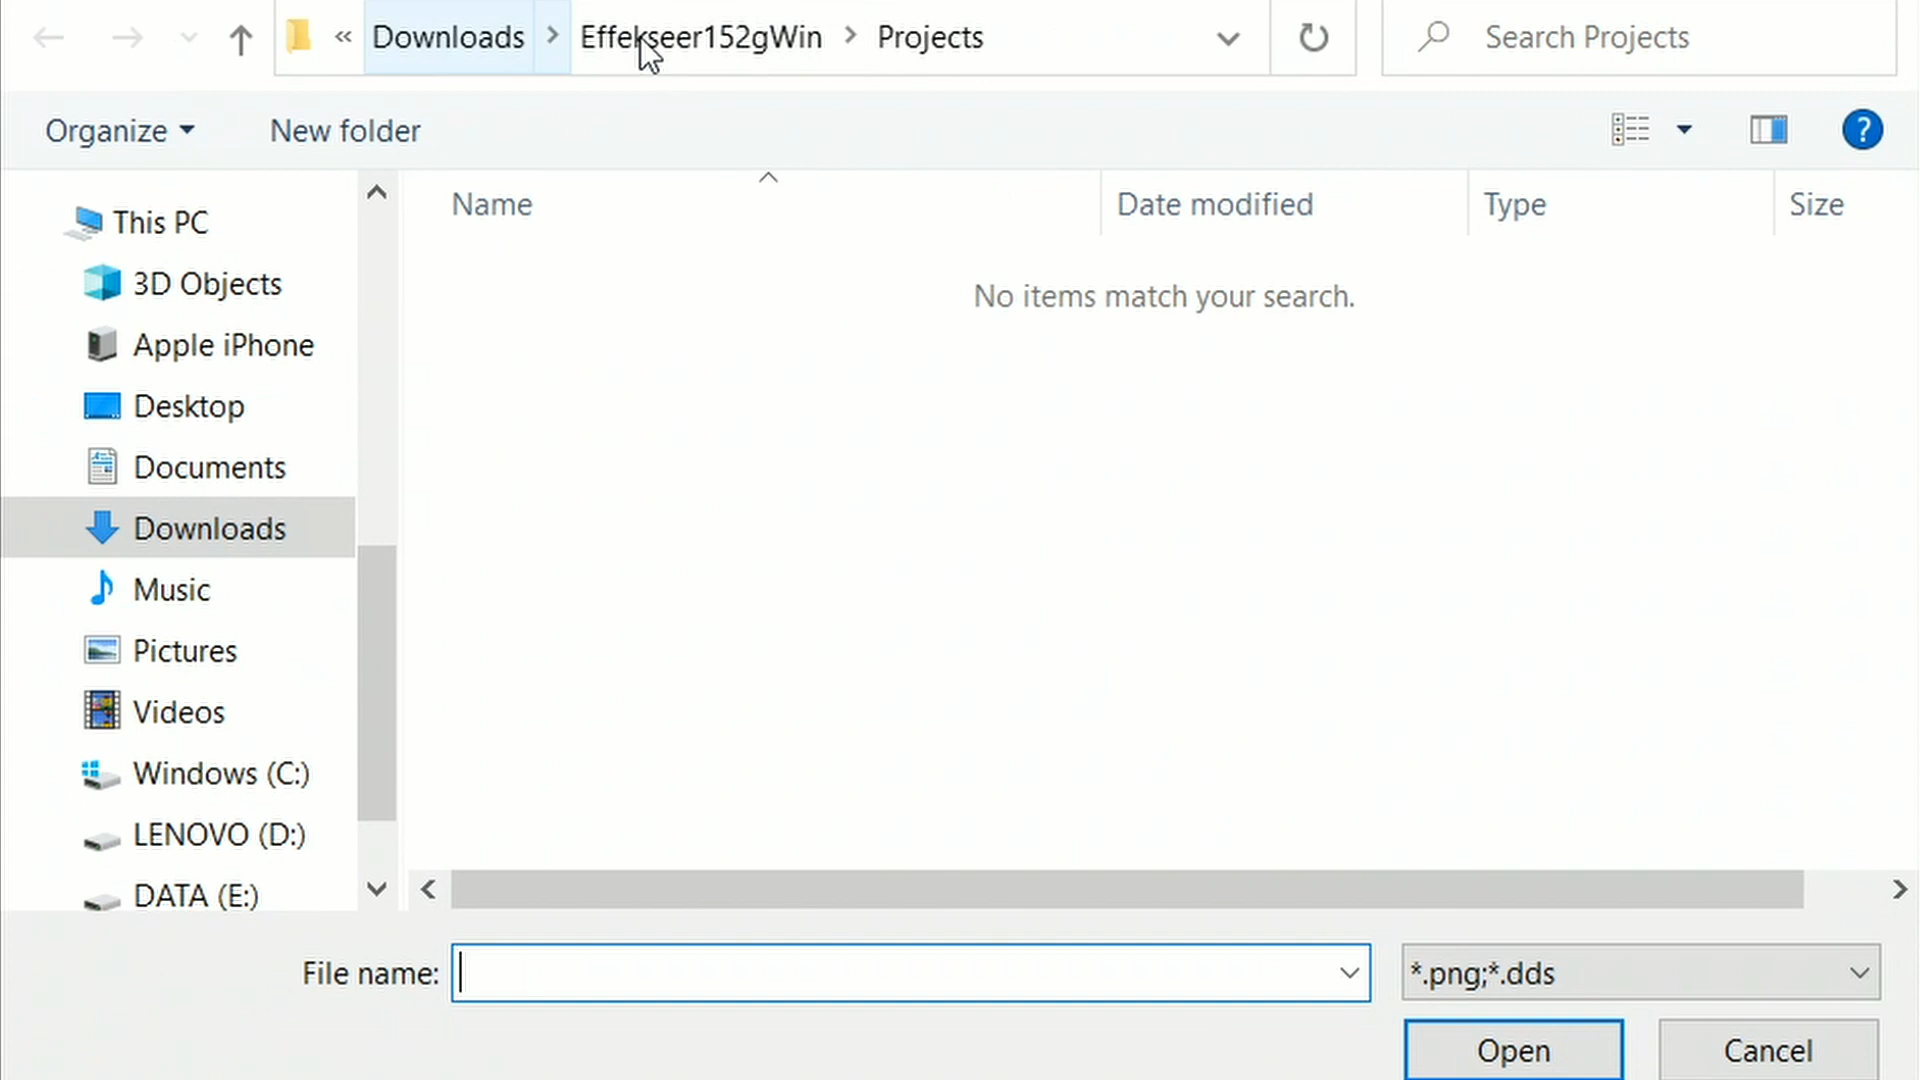 « Downloads > Effekseer152gWin > Projects
Search Projects
Organize
New folder
?
Name
Date modified
Type
Size
No items match your search.
This PC
3D Objects
Apple iPhone
Desktop
Documents
Downloads
Music
Pictures
Videos
Windows (C:)
LENOVO (D:)
DATA (E:)
File name:
*.png;*.dds
Open
Cancel